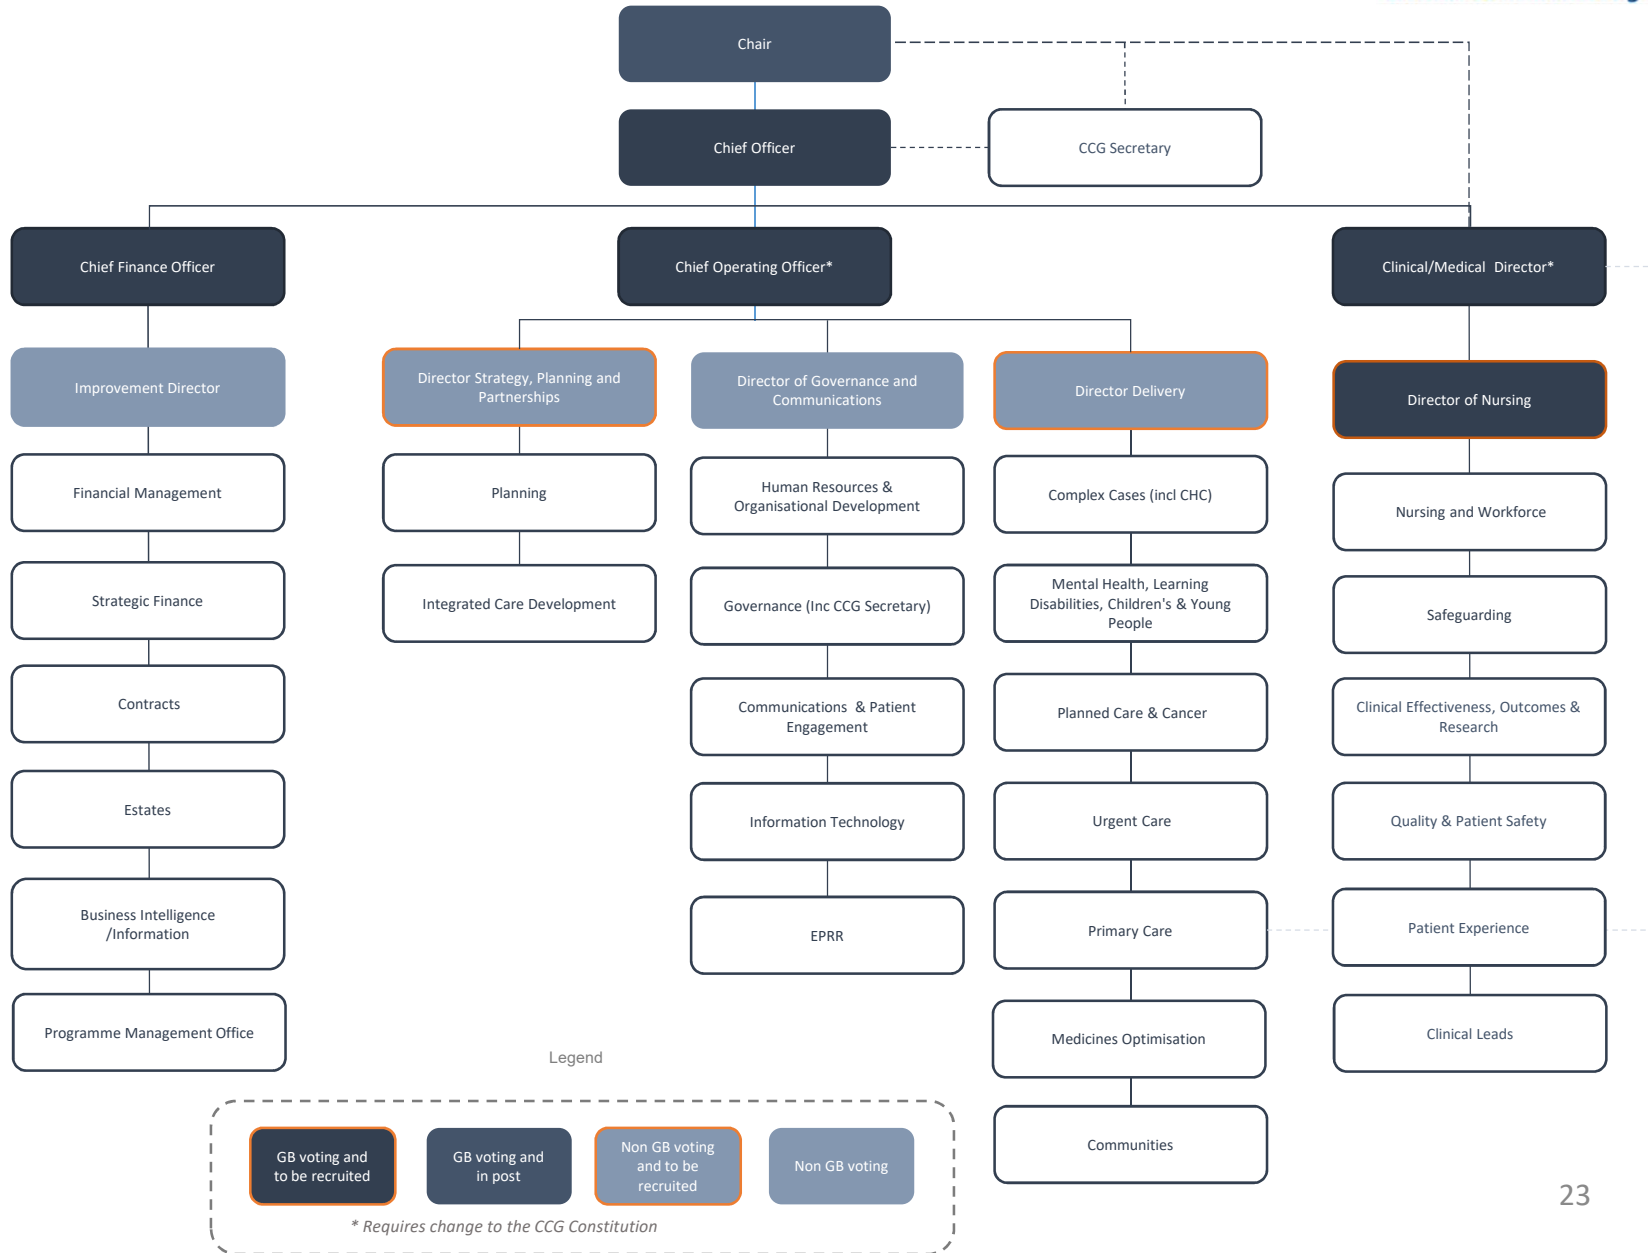 Chair
Chief Officer
CCG Secretary
Chief Finance Officer
Chief Operating Officer*
Clinical/Medical  Director*
Improvement Director
Director Strategy, Planning and
Partnerships
Director of Governance and
Communications
Director Delivery
Director of Nursing
Financial Management
Strategic Finance
Contracts
Estates
Business Intelligence
/Information
Programme Management Office
Planning
Integrated Care Development
Human Resources &
Organisational Development
Governance (Inc CCG Secretary)
Communications  & Patient
Engagement
Information Technology
EPRR
Complex Cases (incl CHC)
Mental Health, Learning
Disabilities, Children's & Young
People
Planned Care & Cancer
Urgent Care
Primary Care
Medicines Optimisation
Communities
Nursing and Workforce
Safeguarding
Clinical Effectiveness, Outcomes &
Research
Quality & Patient Safety
Patient Experience
Clinical Leads
Legend
GB voting and
to be recruited
GB voting and
in post
Non GB voting
and to be
recruited
Non GB voting
* Requires change to the CCG Constitution
23